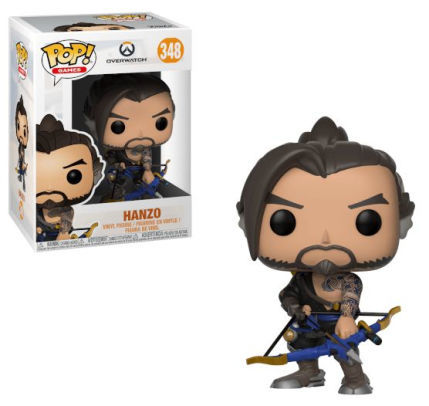 POP!
GAMES
OVERWATCH
348
HANZO
VINYL FIGURE / FIGURINE EN VINYLE /
FIGURA DE VINIL